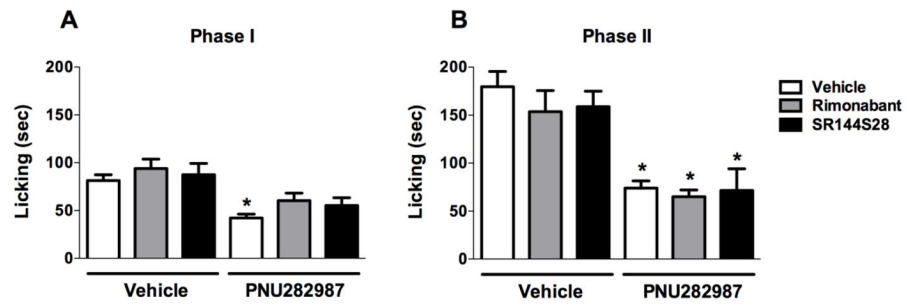 A
Phase I
Licking (sec)
200
150
100
50
0
*
Vehicle
PNU282987
B
Phase II
Licking (sec)
200
150
100
50
0
*
*
*
Vehicle
PNU282987
Vehicle
Rimonabant
SR144S28